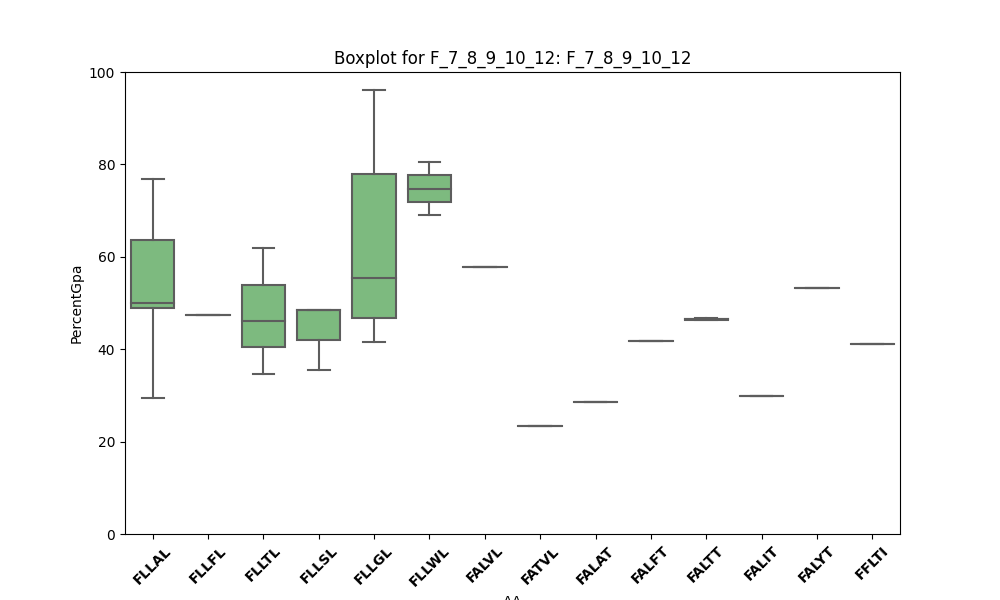 Boxplot for F_7_8_9_10_12: F_7_8_9_10_12
100
80
60
40
20
0
PercentGpa
FLLAL
FLLFL
FLLTL
FLLSL
FLLGL
FLLWL
FALVL
FATVL
FALAT
FALFT
FALTT
FALIT
FALYT
FFLTI
AA